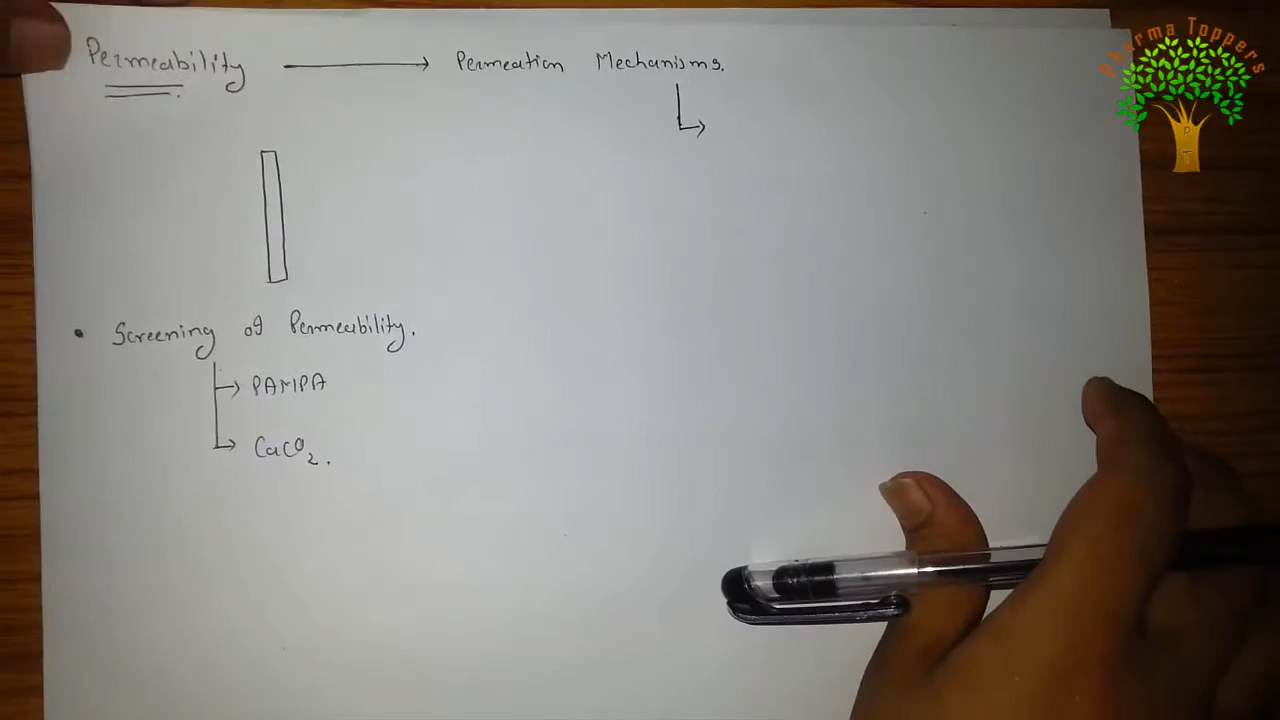 Permeability → Permeation Mechanisms.
• Screening of Permeability.
→ PAMPA
→ CaCO2.
Pharma Toppers
P
T